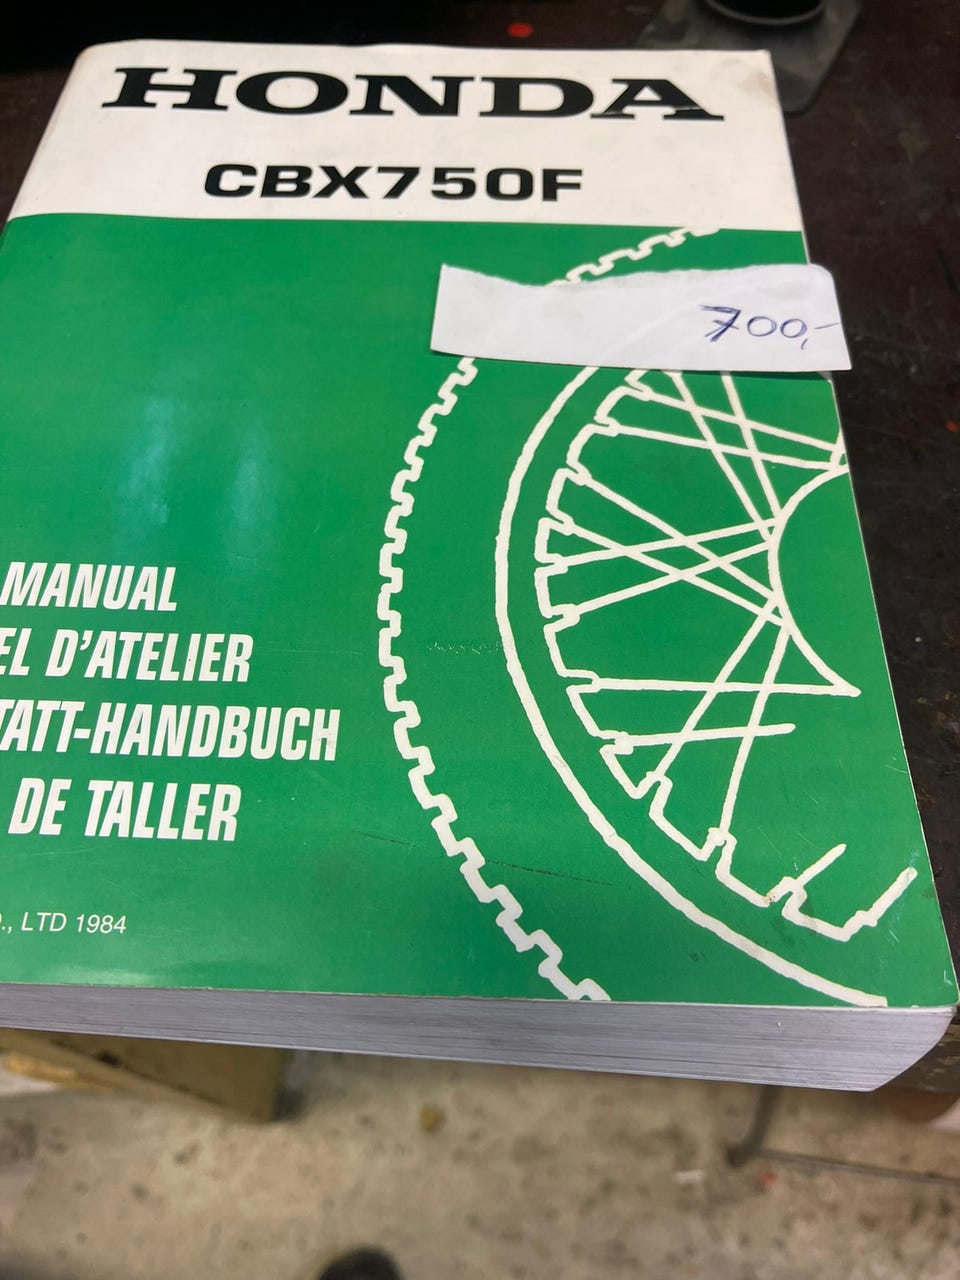 HONDA
CBX750F
700,-
MANUAL
EL D'ATELIER
TATT-HANDBUCH
DE TALLER
., LTD 1984